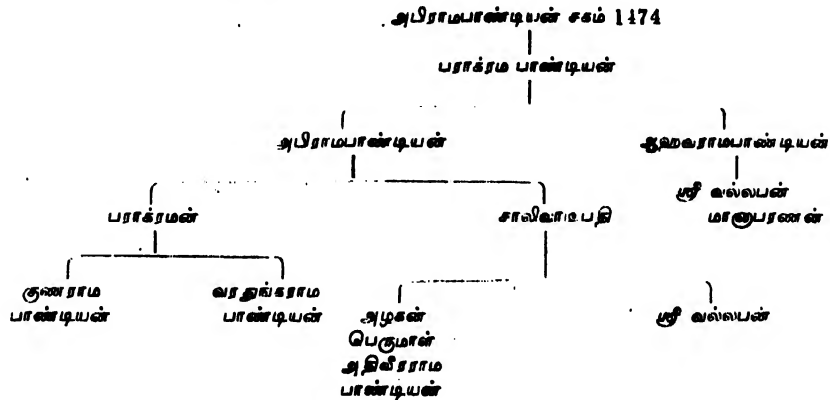 அபிராமபாண்டியன் சகம் 1474
பராக்ரம பாண்டியன்
அபிராமபாண்டியன் ஆஹவராமபாண்டியன்
பராக்ரமன் சாலிவாடிபதி ஸ்ரீ வல்லபன்
மானுபரணன்
குணராம வரதுங்கராம அழகன் ஸ்ரீ வல்லபன்
பாண்டியன் பாண்டியன் பெருமாள்
அதிவீரராம
பாண்டியன்